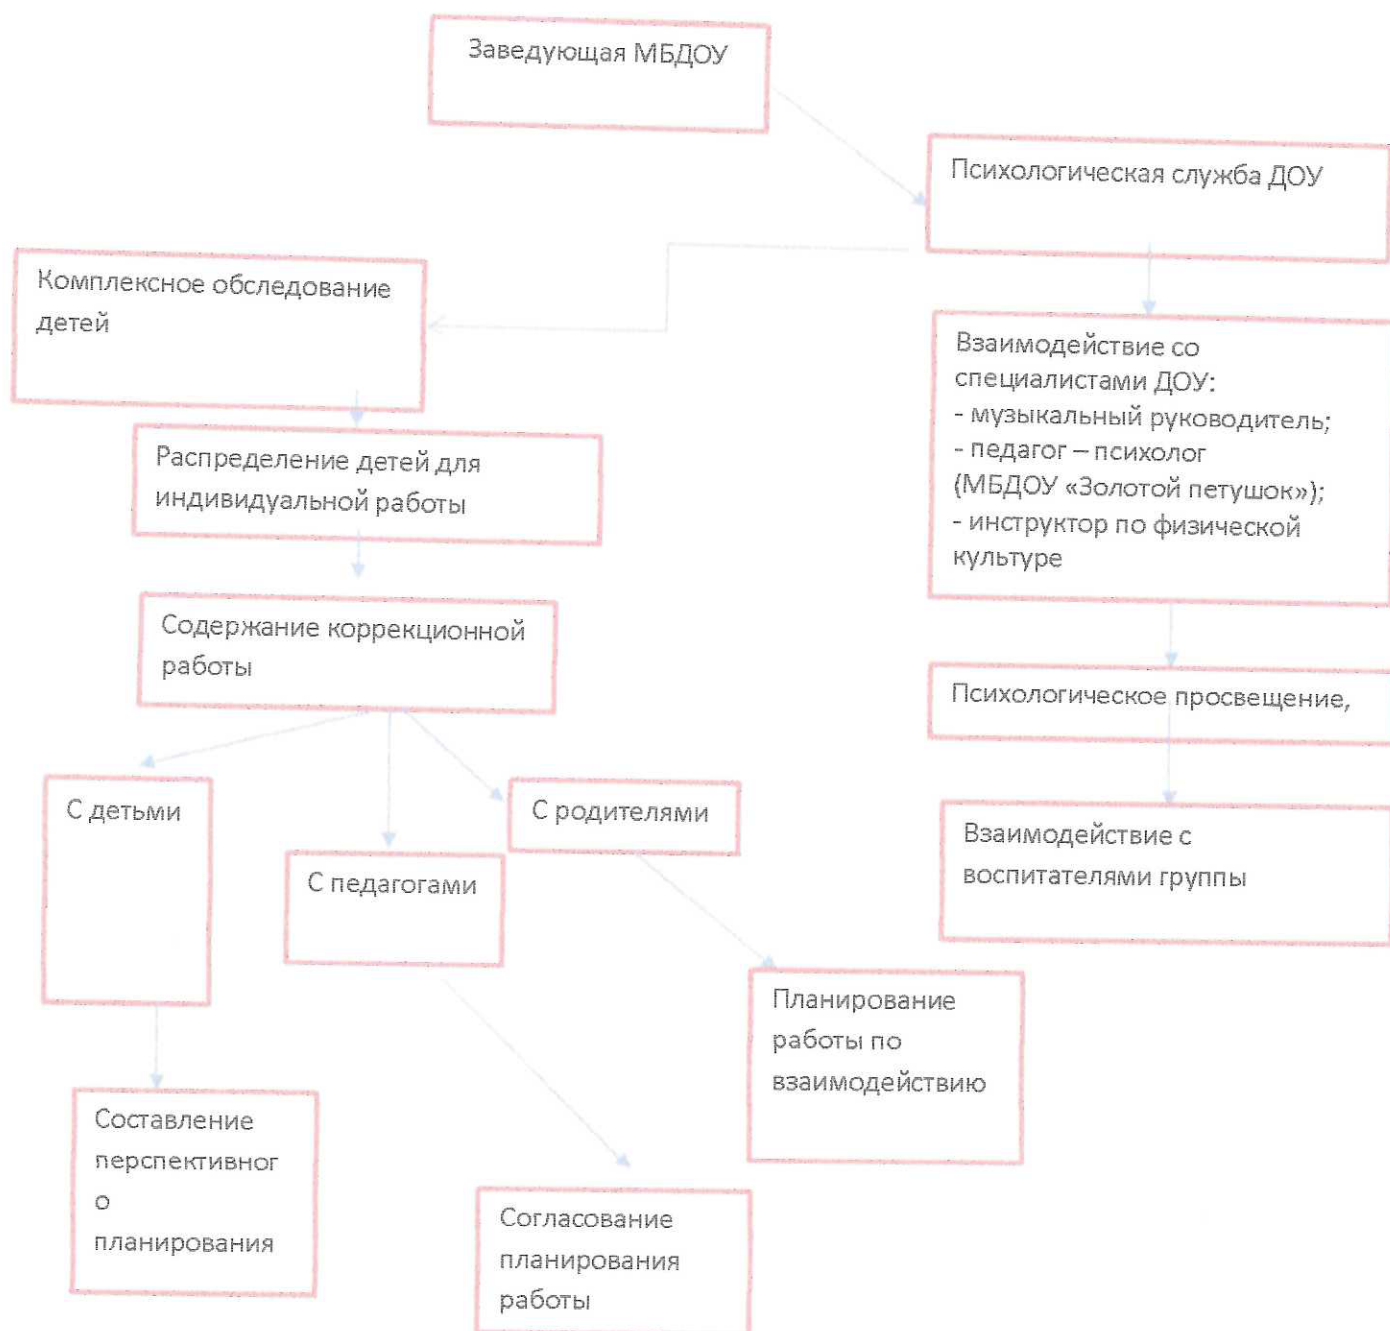 Заведующая МБДОУ
Психологическая служба ДОУ
Комплексное обследование
детей
Взаимодействие со
специалистами ДОУ:
- музыкальный руководитель;
- педагог – психолог
(МБДОУ «Золотой петушок»);
- инструктор по физической
культуре
Распределение детей для
индивидуальной работы
Содержание коррекционной
работы
Психологическое просвещение,
С детьми
С педагогами
С родителями
Взаимодействие с
воспитателями группы
Планирование
работы по
взаимодействию
Составление
перспективног
о
планирования
Согласование
планирования
работы